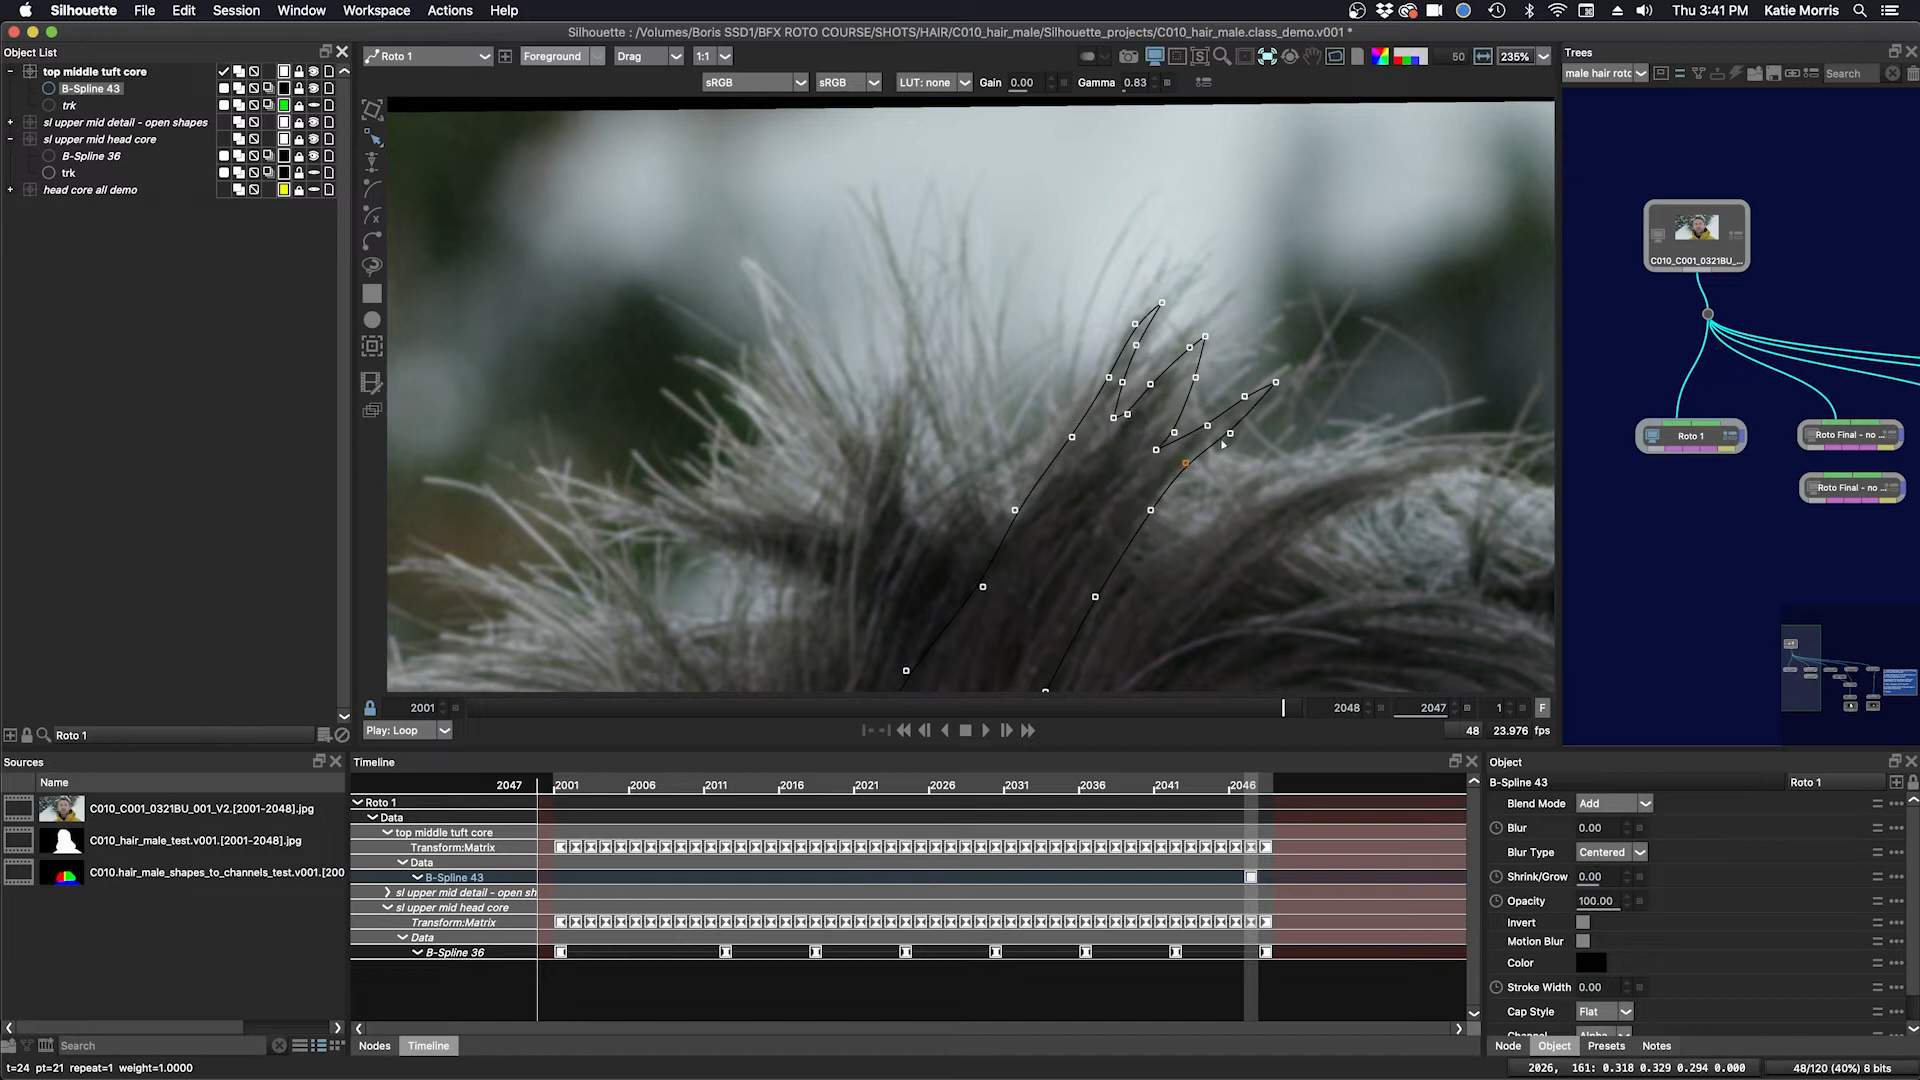 Silhouette File Edit Session Window Workspace Actions Help
Thu 3:41 PM Katie Morris
Silhouette : /Volumes/Boris SSD1/BFX ROTO COURSE/SHOTS/HAIR/C010_hair_male/Silhouette_projects/C010_hair_male.class_demo.v001 *
Object List
top middle tuft core
B-Spline 43
trk
sl upper mid detail - open shapes
sl upper mid head core
B-Spline 36
trk
head core all demo
Roto 1
Roto 1 Foreground Drag 1:1
50 235%
sRGB sRGB LUT: none Gain 0.00 Gamma 0.83
Trees
male hair rotc Search
C010_C001_0321BU_...
Roto 1
Roto Final - no ...
Roto Final - no ...
2001 2048 2047 1 F
Play: Loop 48 23.976 fps
Sources
Name
C010_C001_0321BU_001_V2.[2001-2048].jpg
C010_hair_male_test.v001.[2001-2048].jpg
C010.hair_male_shapes_to_channels_test.v001.[200
Search
Timeline
2047 2001 2006 2011 2016 2021 2026 2031 2036 2041 2046
Roto 1
Data
top middle tuft core
Transform:Matrix
Data
B-Spline 43
sl upper mid detail - open sh
sl upper mid head core
Transform:Matrix
Data
B-Spline 36
Nodes Timeline
Object
B-Spline 43 Roto 1
Blend Mode Add
Blur 0.00
Blur Type Centered
Shrink/Grow 0.00
Opacity 100.00
Invert
Motion Blur
Color
Stroke Width 0.00
Cap Style Flat
Channel Alpha
Node Object Presets Notes
t=24 pt=21 repeat=1 weight=1.0000
2026, 161: 0.318 0.329 0.294 0.000
48/120 (40%) 8 bits